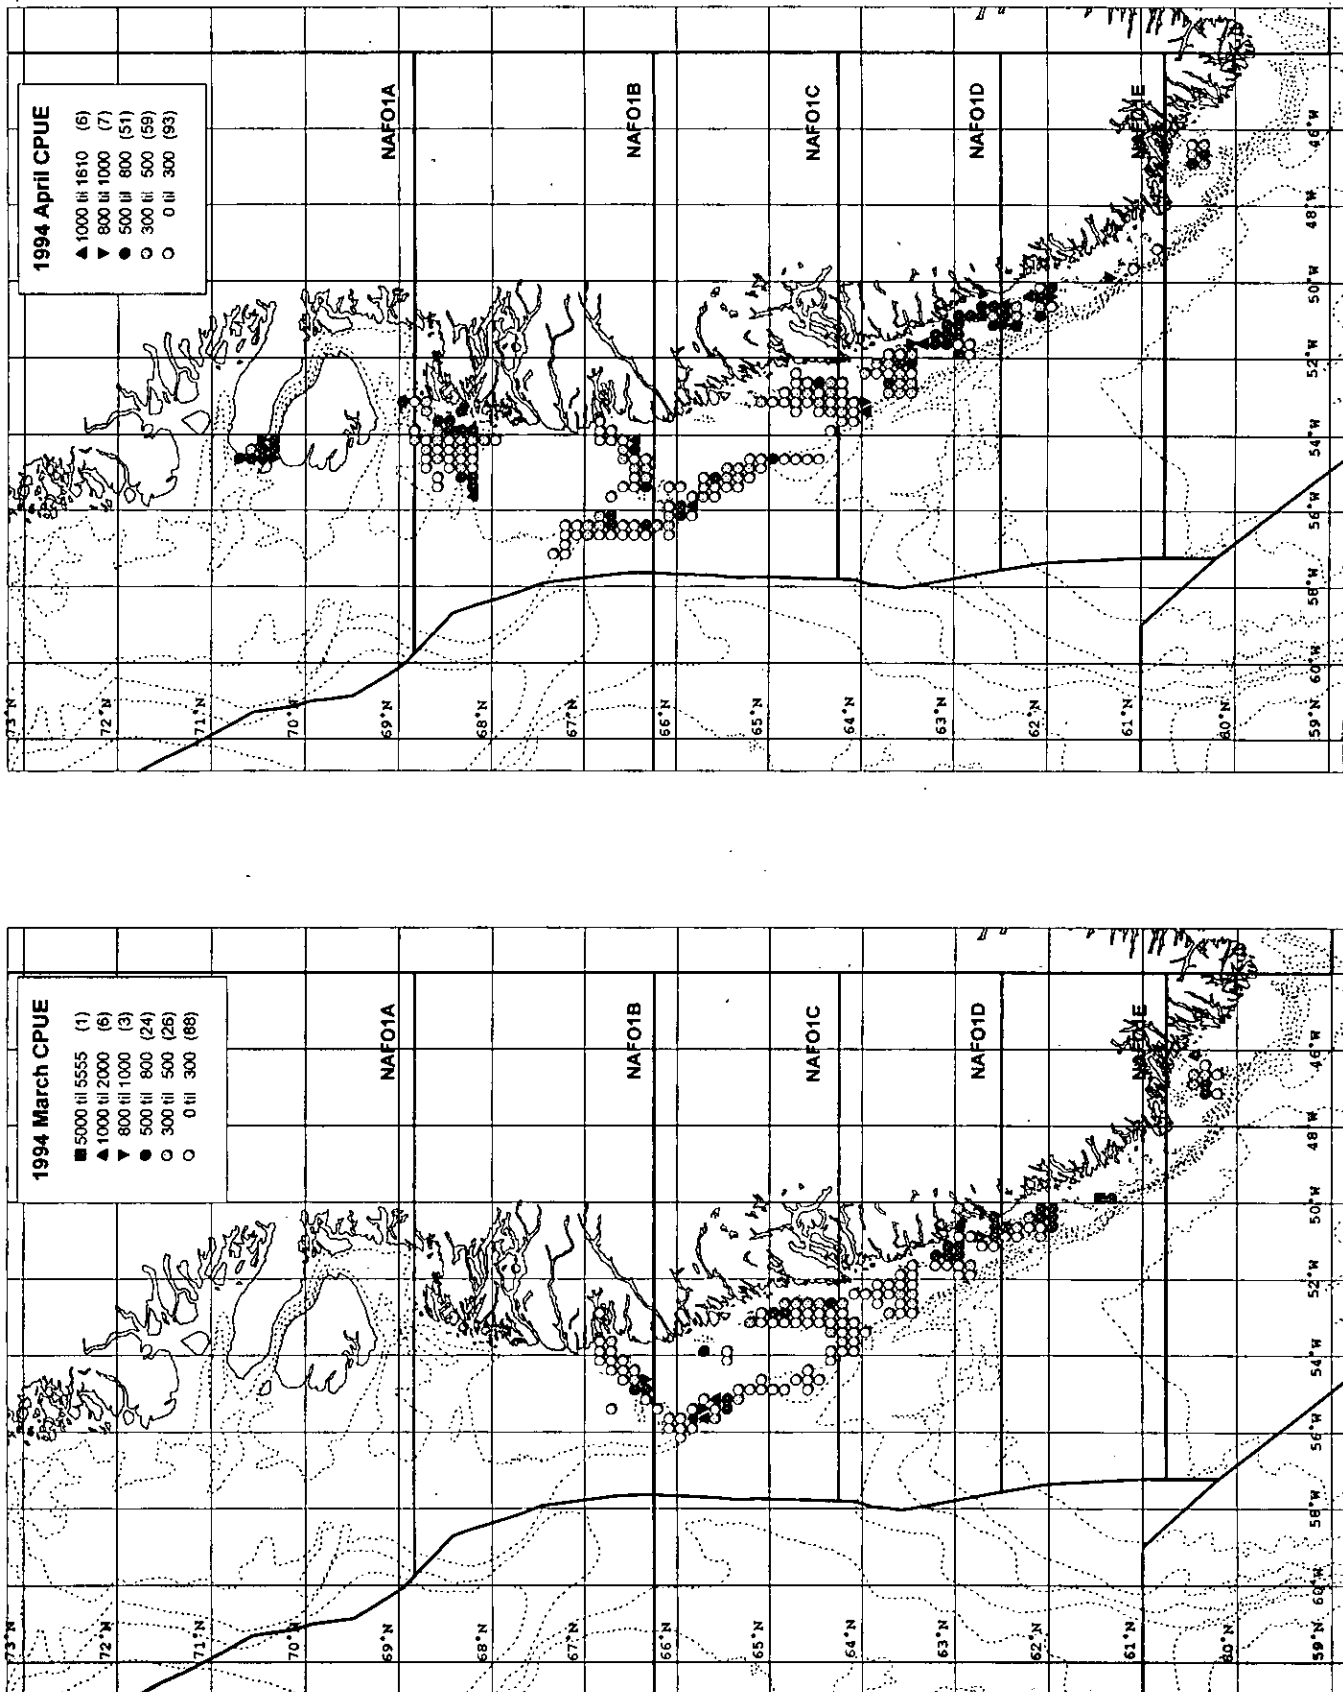 1994 April CPUE
▲ 1000 til 1610 (6)
▼ 800 til 1000 (7)
● 500 til 800 (51)
○ 300 til 500 (59)
○ 0 til 300 (93)
NAFO1A
NAFO1B
NAFO1C
NAFO1D
NAFO1E
73°N
72°N
71°N
70°N
69°N
68°N
67°N
66°N
65°N
64°N
63°N
62°N
61°N
60°N
59°N
60°W
58°W
56°W
54°W
52°W
50°W
48°W
46°W
1994 March CPUE
■ 5000 til 5555 (1)
▲ 1000 til 2000 (6)
▼ 800 til 1000 (3)
● 500 til 800 (24)
○ 300 til 500 (26)
○ 0 til 300 (88)
NAFO1A
NAFO1B
NAFO1C
NAFO1D
NAFO1E
73°N
72°N
71°N
70°N
69°N
68°N
67°N
66°N
65°N
64°N
63°N
62°N
61°N
60°N
59°N
60°W
58°W
56°W
54°W
52°W
50°W
48°W
46°W